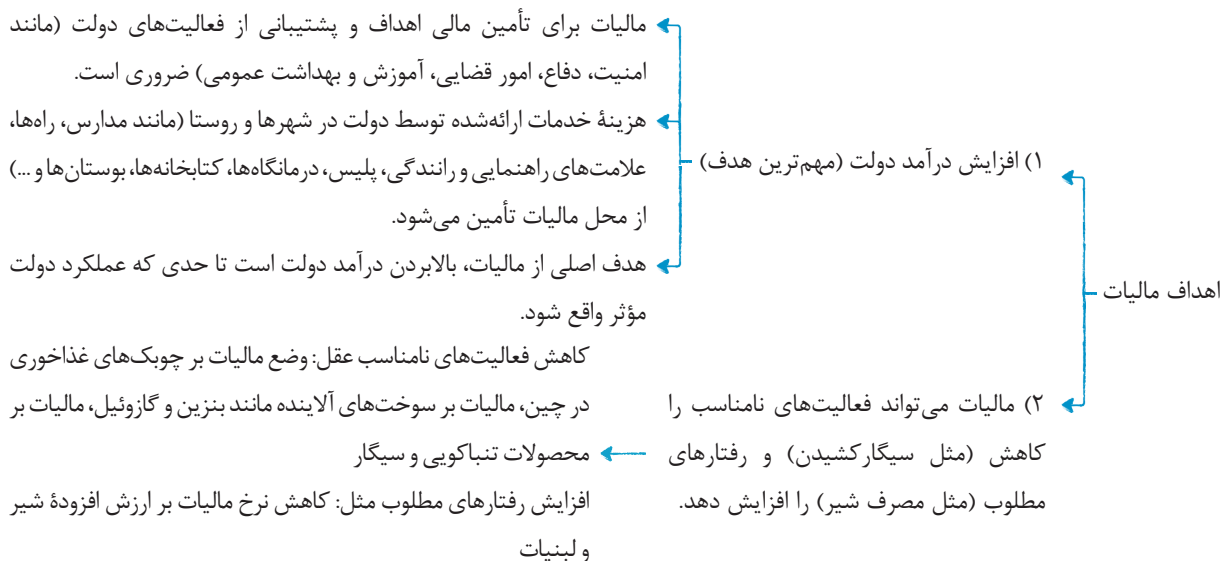 اهداف مالیات
۱) افزایش درآمد دولت (مهم‌ترین هدف)
مالیات برای تأمین مالی اهداف و پشتیبانی از فعالیت‌های دولت (مانند
امنیت، دفاع، امور قضایی، آموزش و بهداشت عمومی) ضروری است.
هزینهٔ خدمات ارائه‌شده توسط دولت در شهرها و روستا (مانند مدارس، راه‌ها،
علامت‌های راهنمایی و رانندگی، پلیس، درمانگاه‌ها، کتابخانه‌ها، بوستان‌ها و ...)
از محل مالیات تأمین می‌شود.
هدف اصلی از مالیات، بالابردن درآمد دولت است تا حدی که عملکرد دولت
مؤثر واقع شود.
۲) مالیات می‌تواند فعالیت‌های نامناسب را
کاهش (مثل سیگارکشیدن) و رفتارهای
مطلوب (مثل مصرف شیر) را افزایش دهد.
کاهش فعالیت‌های نامناسب عقل: وضع مالیات بر چوبک‌های غذاخوری
در چین، مالیات بر سوخت‌های آلاینده مانند بنزین و گازوئیل، مالیات بر
محصولات تنباکویی و سیگار
افزایش رفتارهای مطلوب مثل: کاهش نرخ مالیات بر ارزش افزودهٔ شیر
و لبنیات